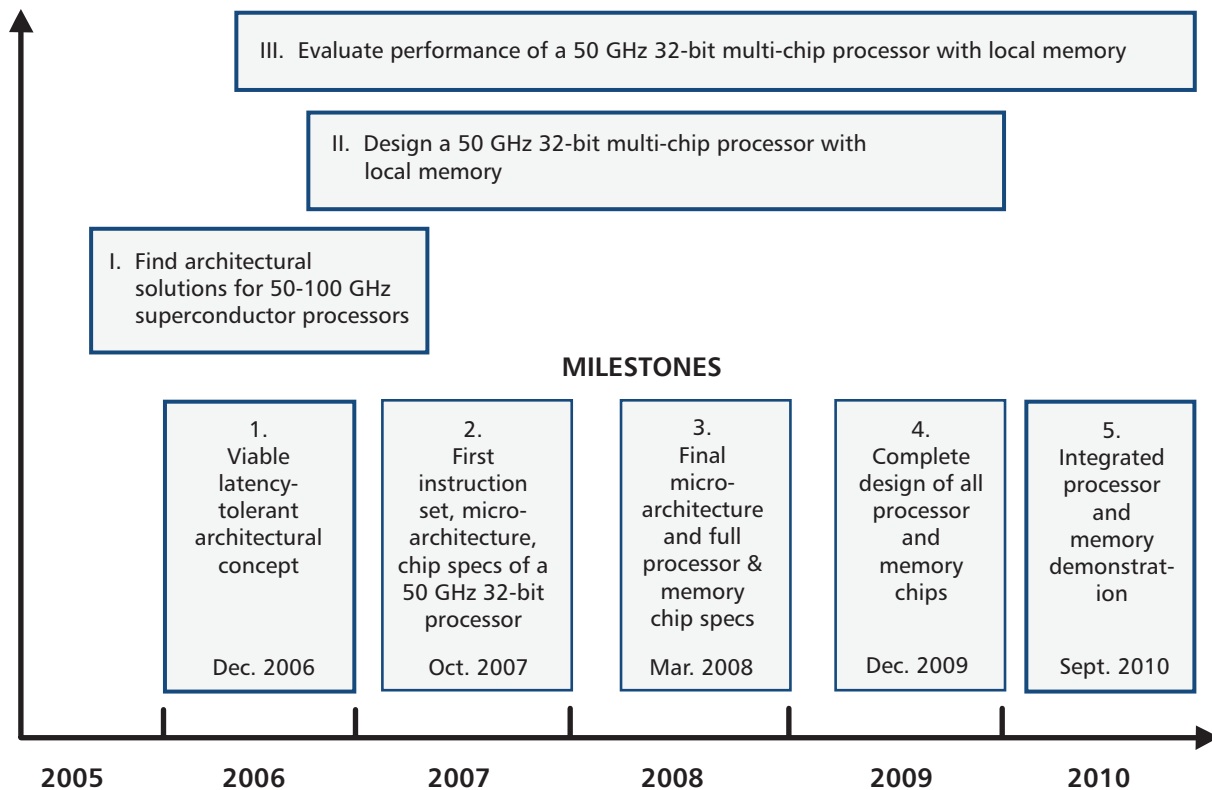 III. Evaluate performance of a 50 GHz 32-bit multi-chip processor with local memory
II. Design a 50 GHz 32-bit multi-chip processor with
local memory
I. Find architectural
solutions for 50-100 GHz
superconductor processors
MILESTONES
1.
Viable
latency-
tolerant
architectural
concept
Dec. 2006
2.
First
instruction
set, micro-
architecture,
chip specs of a
50 GHz 32-bit
processor
Oct. 2007
3.
Final
micro-
architecture
and full
processor &
memory
chip specs
Mar. 2008
4.
Complete
design of all
processor
and
memory
chips
Dec. 2009
5.
Integrated
processor
and
memory
demonstrat-
ion
Sept. 2010
2005 2006 2007 2008 2009 2010